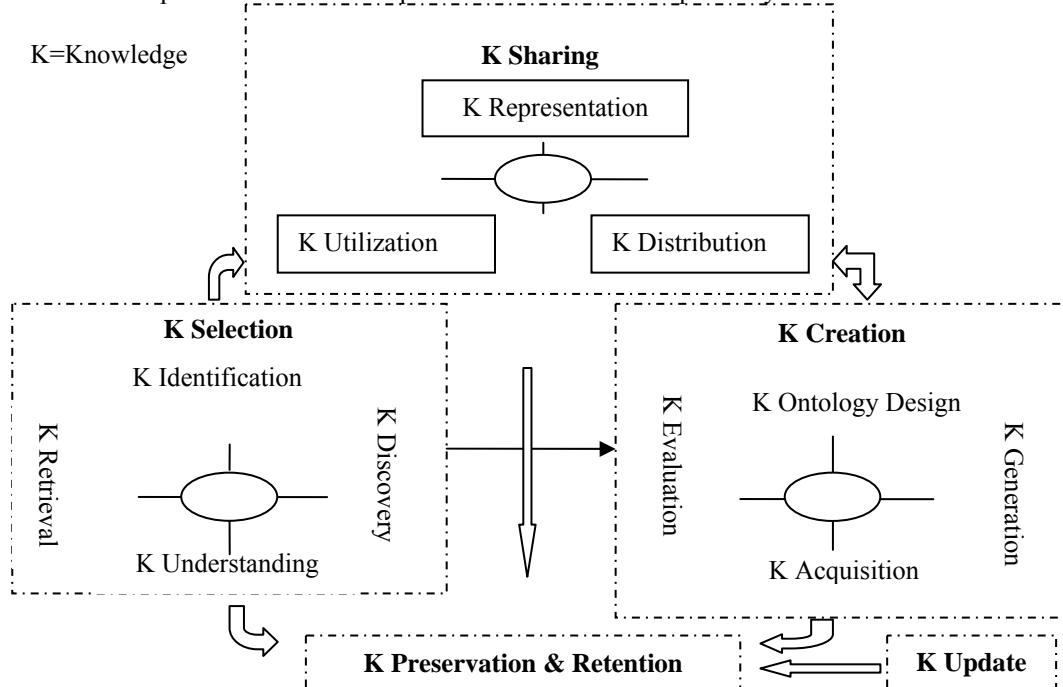 K=Knowledge
K Sharing
K Representation
K Utilization
K Distribution
K Selection
K Identification
K Retrieval
K Discovery
K Understanding
K Creation
K Ontology Design
K Evaluation
K Generation
K Acquisition
K Preservation & Retention
K Update